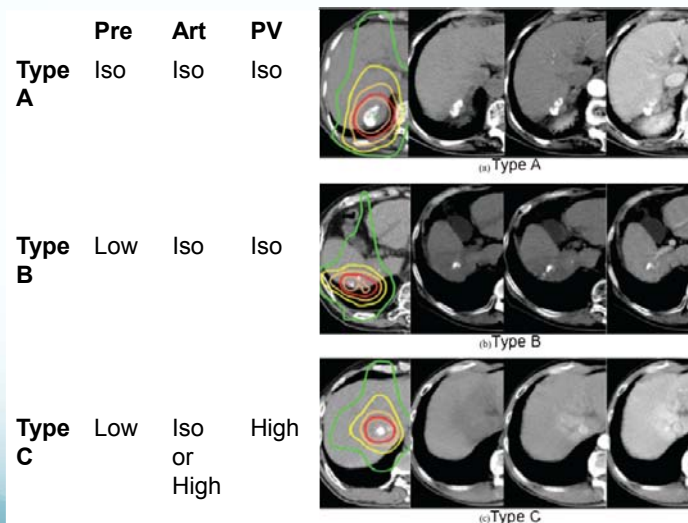 Pre Art PV
Type Iso Iso Iso
A
(a) Type A
Type Low Iso Iso
B
(b) Type B
Type Low Iso High
C or
High
(c) Type C